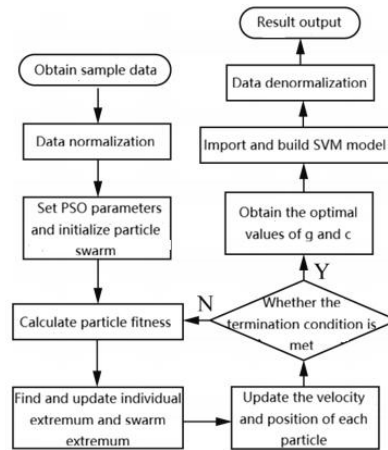 Obtain sample data
Data normalization
Set PSO parameters
and initialize particle
swarm
Calculate particle fitness
Find and update individual
extremum and swarm
extremum
Update the velocity
and position of each
particle
Whether the
termination condition is
met
N
Y
Obtain the optimal
values of g and c
Import and build SVM model
Data denormalization
Result output